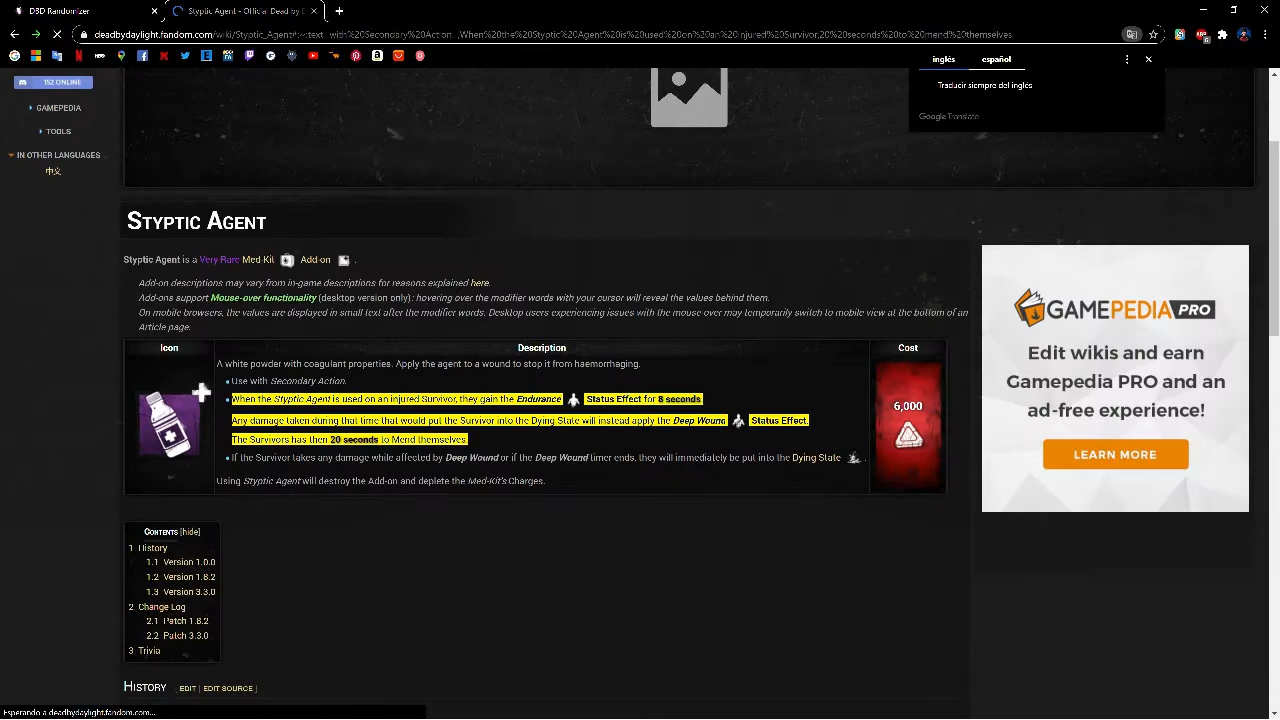 DBD Randomizer
Styptic Agent - Official Dead by D
deadbydaylight.fandom.com/wiki/Styptic_Agent#:~:text=with%20Secondary%20Action.,When%20the%20Styptic%20Agent%20is%20used%20on%20an%20injured%20Survivor,20%20seconds%20to%20mend%20themselves.
152 ONLINE
GAMEPEDIA
TOOLS
IN OTHER LANGUAGES
中文
inglés español
Traducir siempre del inglés
Google Translate
STYPTIC AGENT
Styptic Agent is a Very Rare Med-Kit Add-on .
Add-on descriptions may vary from in-game descriptions for reasons explained here.
Add-ons support Mouse-over functionality (desktop version only): hovering over the modifier words with your cursor will reveal the values behind them.
On mobile browsers, the values are displayed in small text after the modifier words. Desktop users experiencing issues with the mouse over may temporarily switch to mobile view at the bottom of an
Article page.
Icon Description Cost
A white powder with coagulant properties. Apply the agent to a wound to stop it from haemorrhaging.
Use with Secondary Action.
When the Styptic Agent is used on an injured Survivor, they gain the Endurance Status Effect for 8 seconds.
Any damage taken during that time that would put the Survivor into the Dying State will instead apply the Deep Wound Status Effect.
The Survivors has then 20 seconds to Mend themselves.
If the Survivor takes any damage while affected by Deep Wound or if the Deep Wound timer ends, they will immediately be put into the Dying State .
Using Styptic Agent will destroy the Add-on and deplete the Med-Kit's Charges.
6,000
GAMEPEDIA PRO
Edit wikis and earn
Gamepedia PRO and an
ad-free experience!
LEARN MORE
CONTENTS [hide]
1 History
1.1 Version 1.0.0
1.2 Version 1.8.2
1.3 Version 3.3.0
2 Change Log
2.1 Patch 1.8.2
2.2 Patch 3.3.0
3 Trivia
HISTORY [ EDIT | EDIT SOURCE ]
Esperando a deadbydaylight.fandom.com...